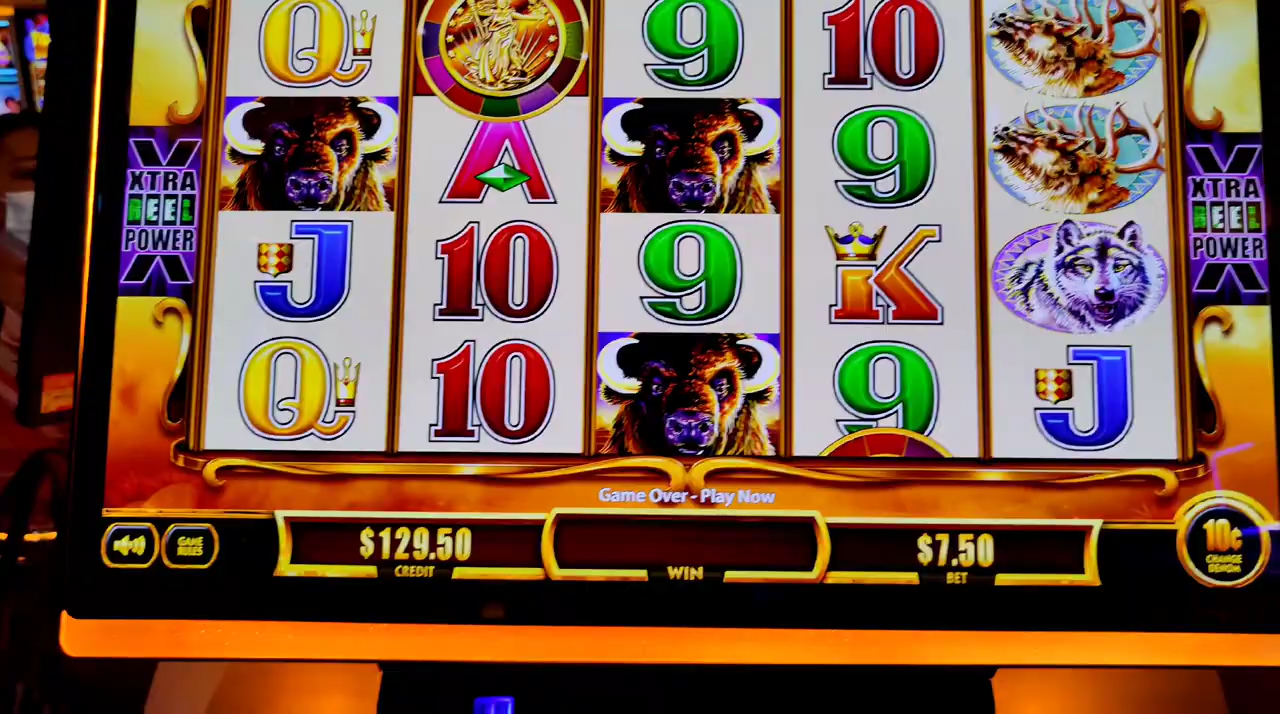 Q 9 10
A 9
J 10 9 K
Q 10 9 J
XTRA
REEL
POWER
XTRA
REEL
POWER
Game Over - Play Now
GAME
RULES
$129.50
CREDIT
WIN
$7.50
BET
10¢
CHANGE
DENOM